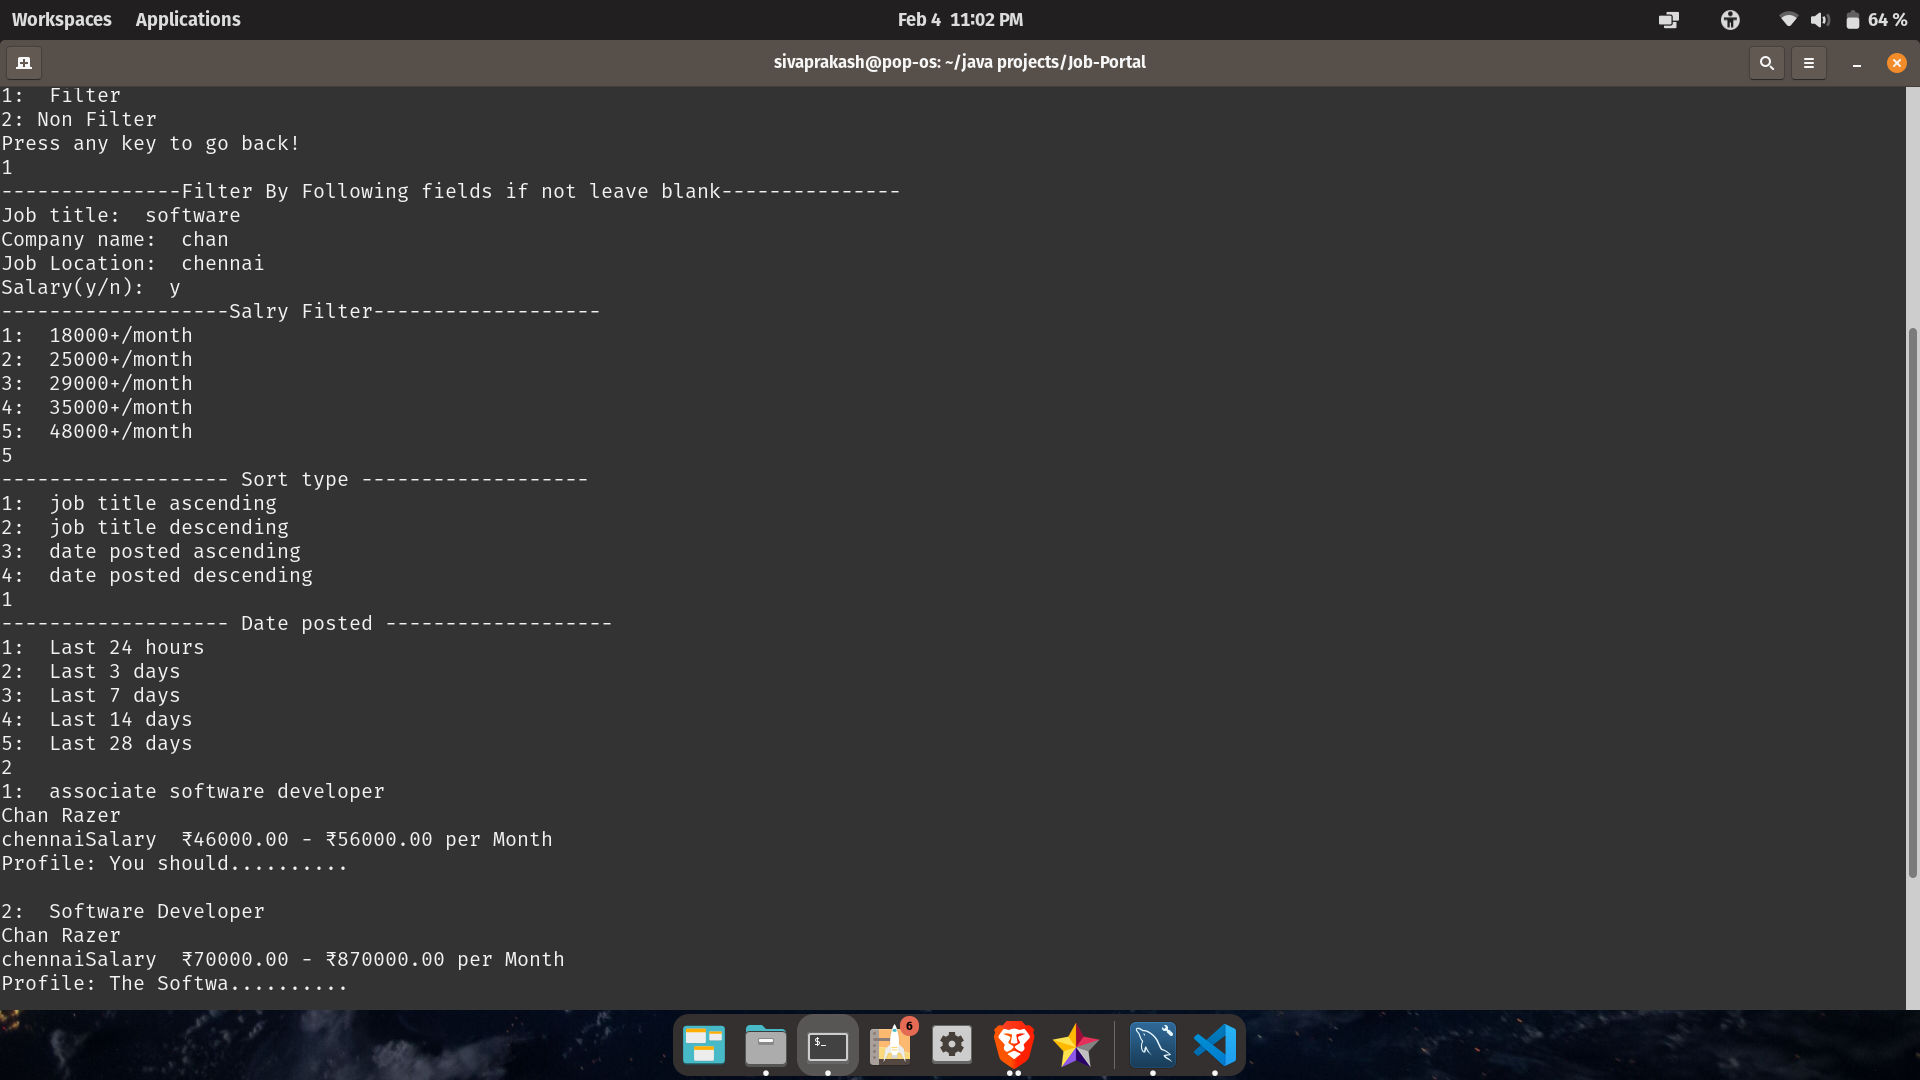 Workspaces Applications Feb 4 11:02 PM 64 %
sivaprakash@pop-os: ~/java projects/Job-Portal
1:  Filter
2: Non Filter
Press any key to go back!
1
---------------Filter By Following fields if not leave blank---------------
Job title:  software
Company name:  chan
Job Location:  chennai
Salary(y/n):  y
-------------------Salry Filter-------------------
1:  18000+/month
2:  25000+/month
3:  29000+/month
4:  35000+/month
5:  48000+/month
5
------------------- Sort type -------------------
1:  job title ascending
2:  job title descending
3:  date posted ascending
4:  date posted descending
1
------------------- Date posted -------------------
1:  Last 24 hours
2:  Last 3 days
3:  Last 7 days
4:  Last 14 days
5:  Last 28 days
2
1:  associate software developer
Chan Razer
chennaiSalary  ₹46000.00 - ₹56000.00 per Month
Profile: You should..........
2:  Software Developer
Chan Razer
chennaiSalary  ₹70000.00 - ₹870000.00 per Month
Profile: The Softwa..........
$_
6